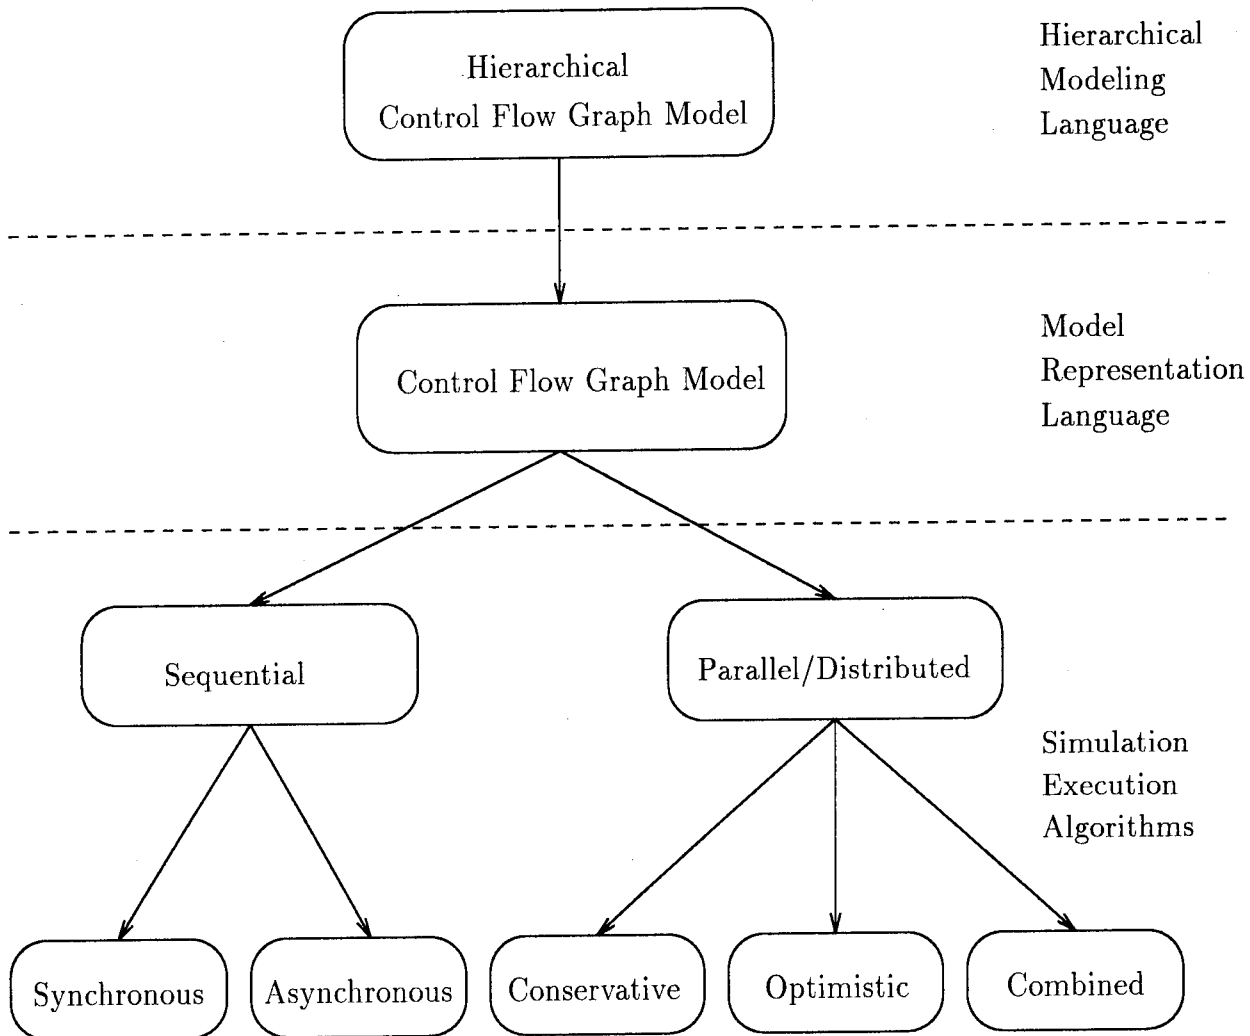 Hierarchical
Control Flow Graph Model
Hierarchical
Modeling
Language
Control Flow Graph Model
Model
Representation
Language
Sequential
Parallel/Distributed
Simulation
Execution
Algorithms
Synchronous
Asynchronous
Conservative
Optimistic
Combined